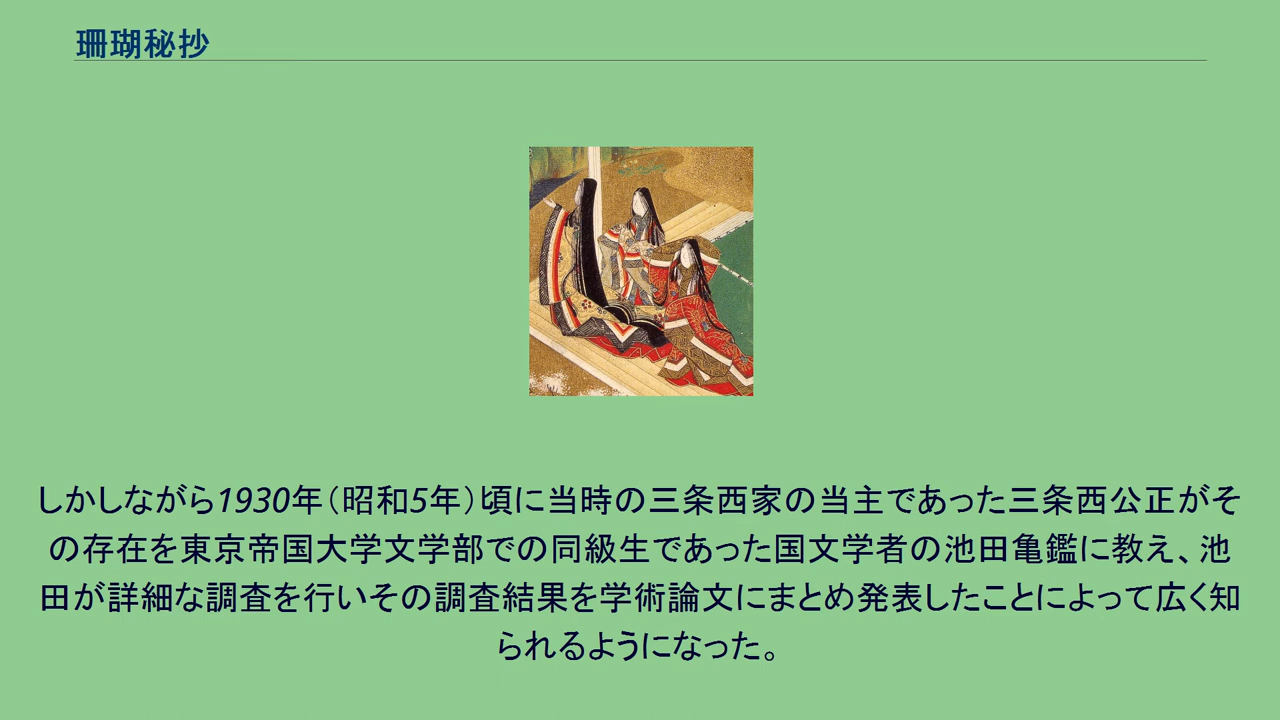 珊瑚秘抄
しかしながら1930年（昭和5年）頃に当時の三条西家の当主であった三条西公正がそ
の存在を東京帝国大学文学部での同級生であった国文学者の池田亀鑑に教え、池
田が詳細な調査を行いその調査結果を学術論文にまとめ発表したことによって広く知
られるようになった。